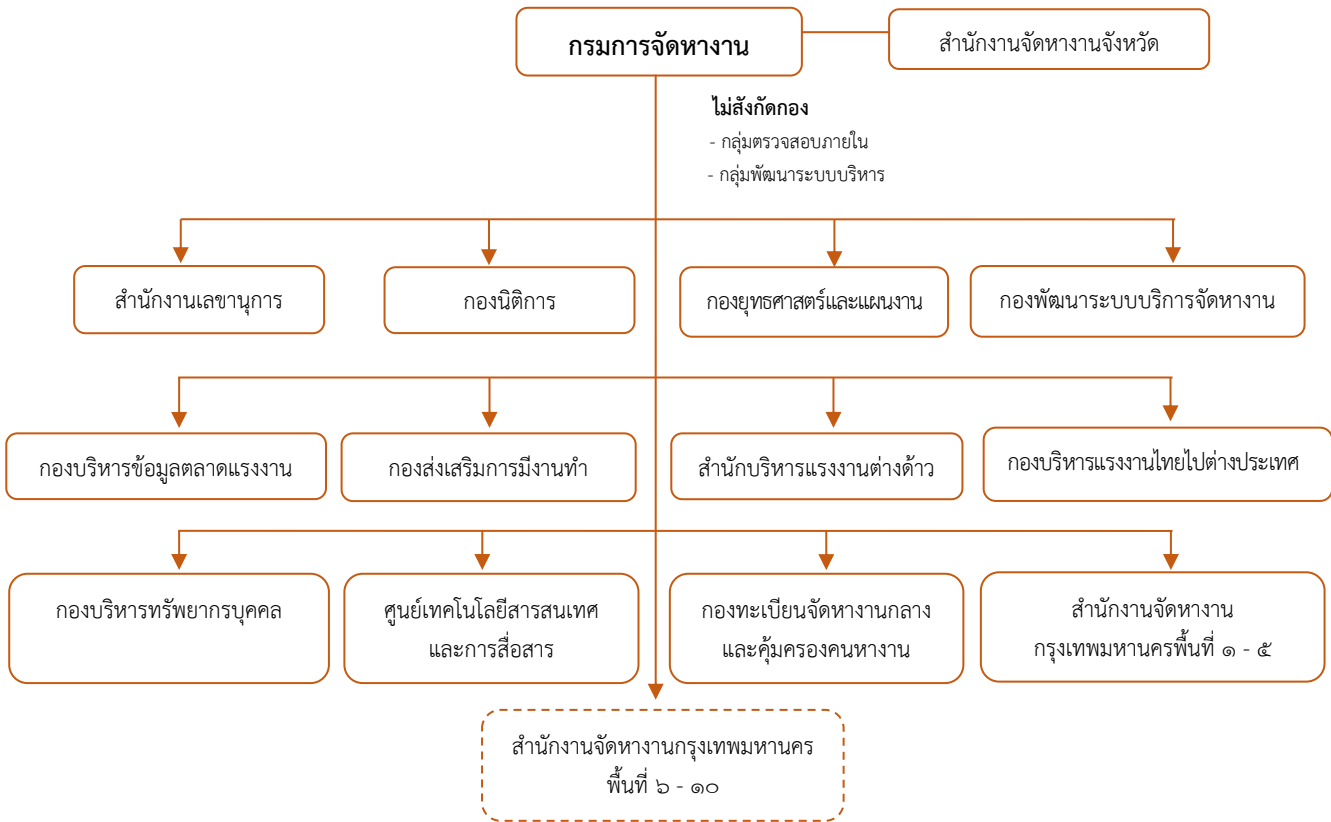 กรมการจัดหางาน
สำนักงานจัดหางานจังหวัด
ไม่สังกัดกอง
- กลุ่มตรวจสอบภายใน
- กลุ่มพัฒนาระบบบริหาร
สำนักงานเลขานุการ
กองนิติการ
กองยุทธศาสตร์และแผนงาน
กองพัฒนาระบบบริการจัดหางาน
กองบริหารข้อมูลตลาดแรงงาน
กองส่งเสริมการมีงานทำ
สำนักบริหารแรงงานต่างด้าว
กองบริหารแรงงานไทยไปต่างประเทศ
กองบริหารทรัพยากรบุคคล
ศูนย์เทคโนโลยีสารสนเทศ
และการสื่อสาร
กองทะเบียนจัดหางานกลาง
และคุ้มครองคนหางาน
สำนักงานจัดหางาน
กรุงเทพมหานครพื้นที่ ๑ - ๕
สำนักงานจัดหางานกรุงเทพมหานคร
พื้นที่ ๖ - ๑๐